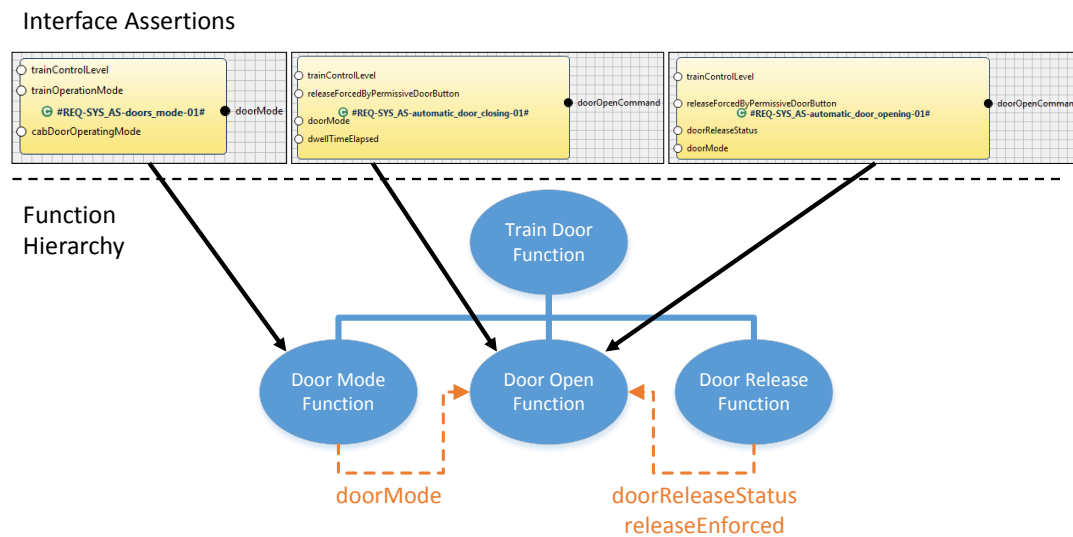 Interface Assertions
trainControlLevel
trainOperationMode
#REQ-SYS_AS-doors_mode-01#
doorMode
cabDoorOperatingMode
trainControlLevel
releaseForcedByPermissiveDoorButton
doorOpenCommand
#REQ-SYS_AS-automatic_door_closing-01#
doorMode
dwellTimeElapsed
trainControlLevel
releaseForcedByPermissiveDoorButton
doorOpenCommand
#REQ-SYS_AS-automatic_door_opening-01#
doorReleaseStatus
doorMode
Function
Hierarchy
Train Door
Function
Door Mode
Function
Door Open
Function
Door Release
Function
doorMode
doorReleaseStatus
releaseEnforced